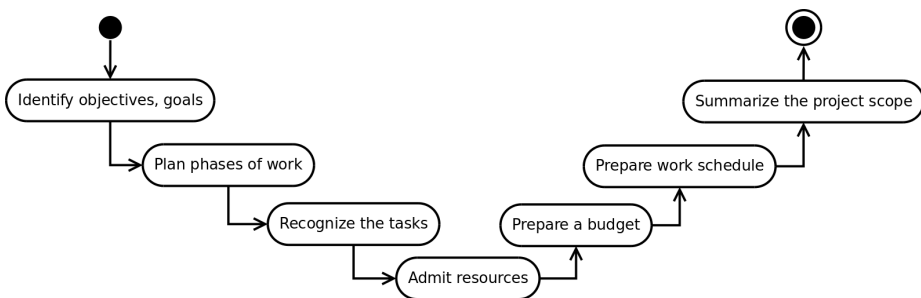 Identify objectives, goals
Plan phases of work
Recognize the tasks
Admit resources
Prepare a budget
Prepare work schedule
Summarize the project scope